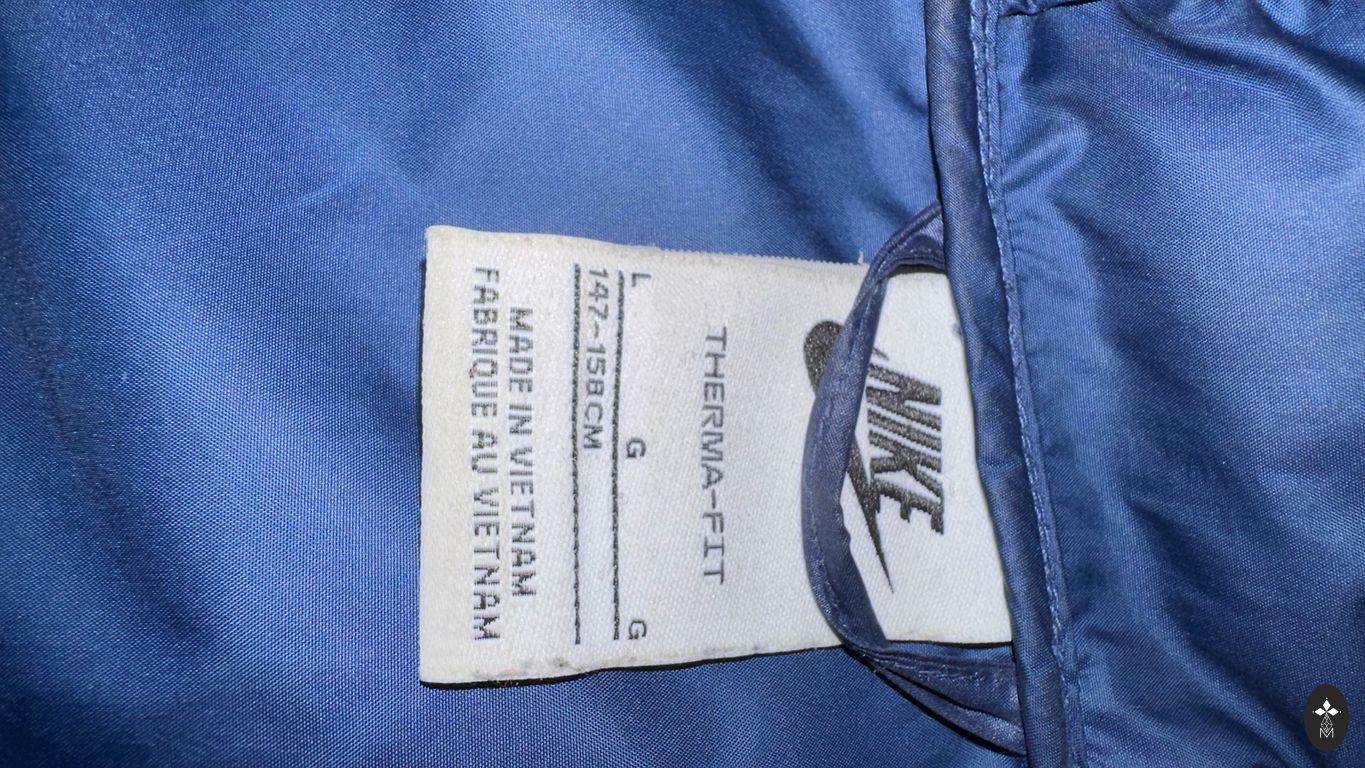 NIKE
THERMA-FIT
L G G
147-158CM
MADE IN VIETNAM
FABRIQUE AU VIETNAM
M